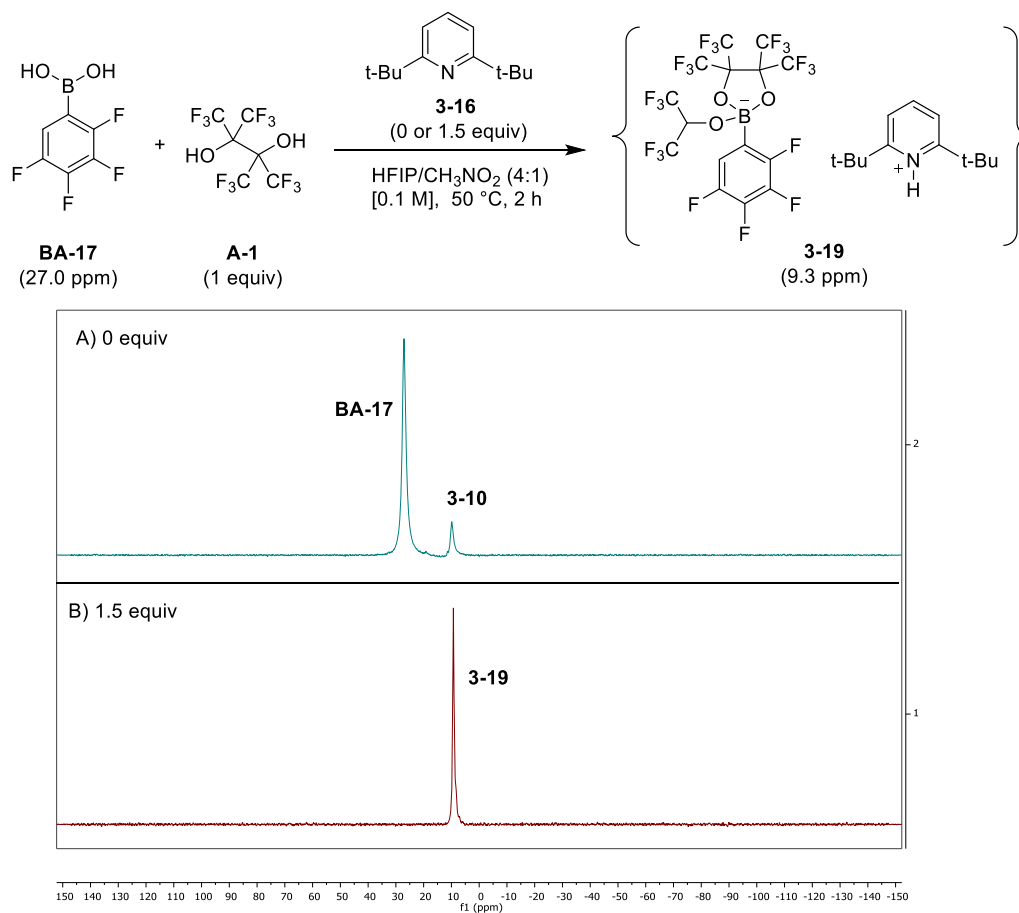 HO OH
B
F
F
F
F
BA-17
(27.0 ppm)
+
F₃C CF₃
HO OH
F₃C CF₃
A-1
(1 equiv)
t-Bu N t-Bu
3-16
(0 or 1.5 equiv)
HFIP/CH₃NO₂ (4:1)
[0.1 M], 50 °C, 2 h
F₃C CF₃ CF₃
F₃C CF₃
F₃C O O
O B −
F₃C
F
F
F
F
t-Bu N + t-Bu
H
3-19
(9.3 ppm)
A) 0 equiv
BA-17
3-10
2
B) 1.5 equiv
3-19
1
150 140 130 120 110 100 90 80 70 60 50 40 30 20 10 0 -10 -20 -30 -40 -50 -60 -70 -80 -90 -100 -110 -120 -130 -140 -150
f1 (ppm)